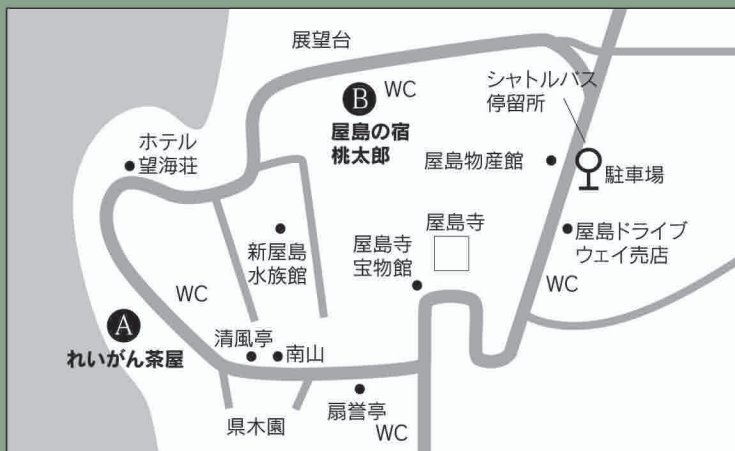 展望台
WC
シャトルバス
停留所
B
屋島の宿
桃太郎
ホテル
望海荘
屋島物産館
駐車場
屋島寺
屋島ドライブ
ウェイ売店
新屋島
水族館
屋島寺
宝物館
WC
WC
A
れいがん茶屋
清風亭
南山
扇誉亭
県木園
WC